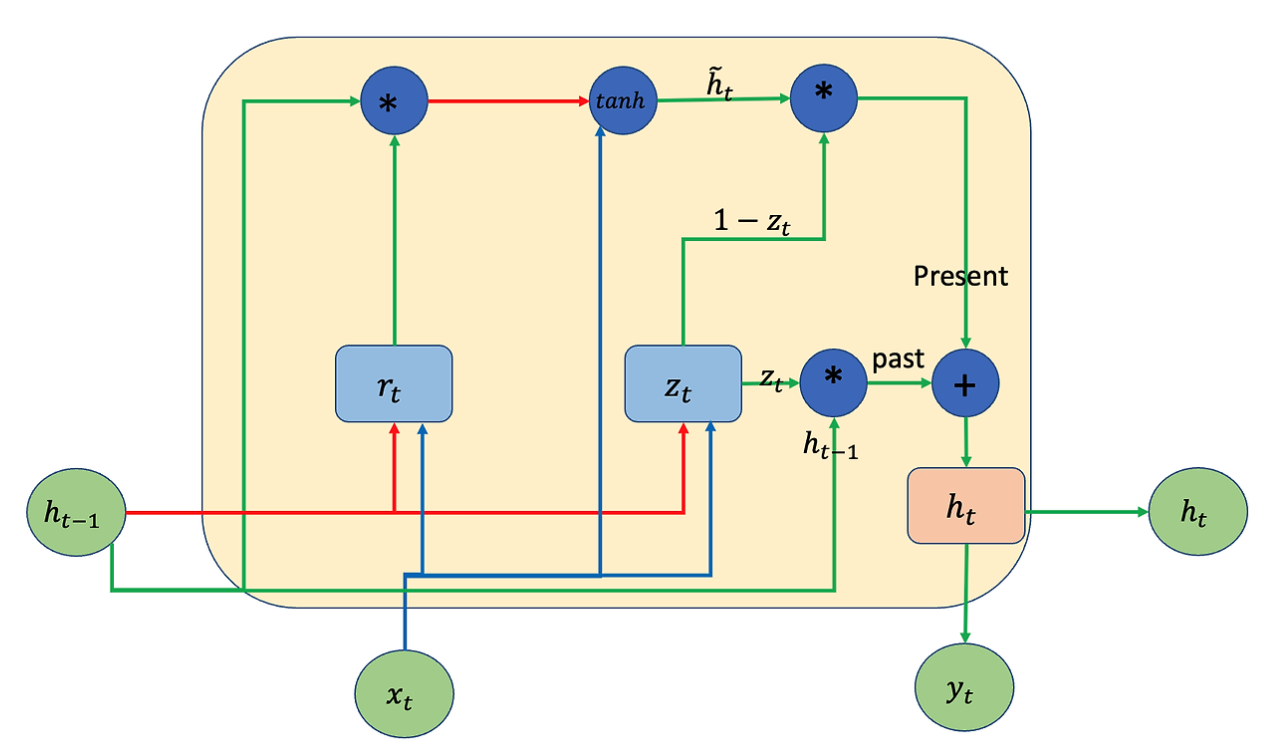 *
tanh
h̃ₜ
*
1 − zₜ
Present
rₜ
zₜ
zₜ
*
past
+
hₜ₋₁
hₜ₋₁
hₜ
hₜ
xₜ
yₜ